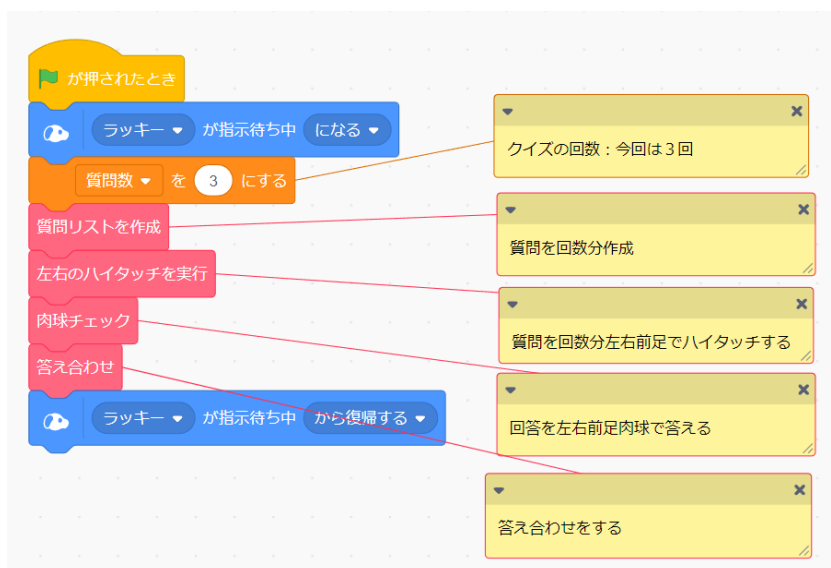 が押されたとき
ラッキー が指示待ち中 になる
質問数 を 3 にする
質問リストを作成
左右のハイタッチを実行
肉球チェック
答え合わせ
ラッキー が指示待ち中 から復帰する
クイズの回数：今回は３回
質問を回数分作成
質問を回数分左右前足でハイタッチする
回答を左右前足肉球で答える
答え合わせをする